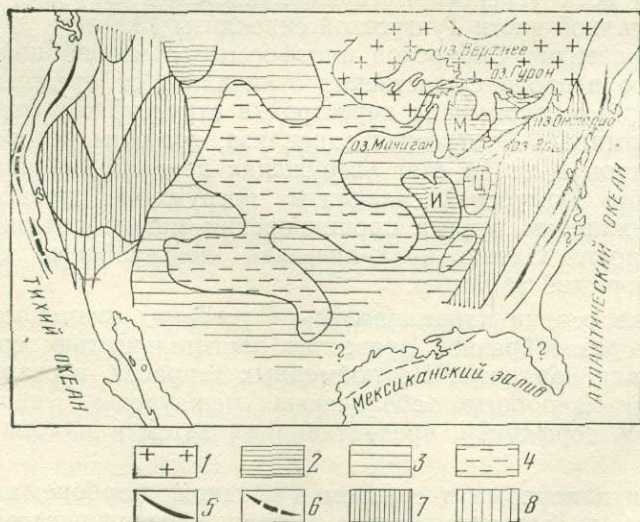 оз. Верхнее
оз. Гурон
оз. Онтарио
М
оз. Мичиган
оз. Эри
Ц
И
?
ТИХИЙ ОКЕАН
АТЛАНТИЧЕСКИЙ ОКЕАН
?
?
Мексиканский залив
1
2
3
4
5
6
7
8